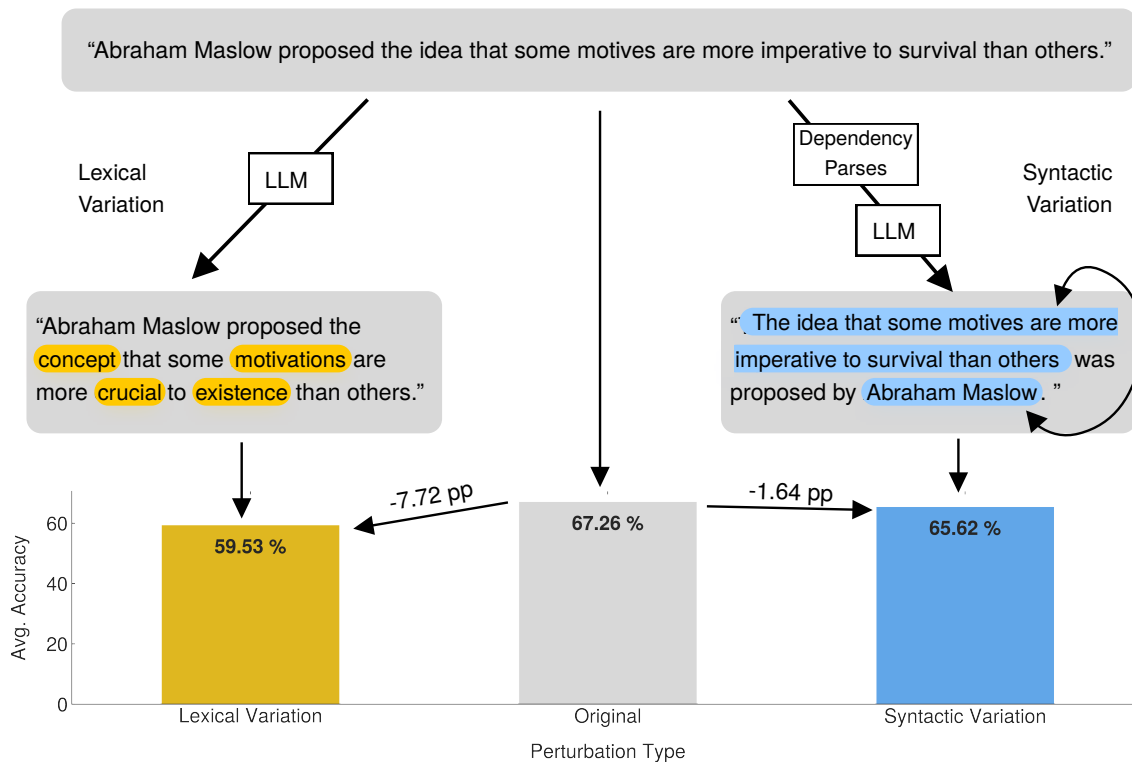 “Abraham Maslow proposed the idea that some motives are more imperative to survival than others.”
Lexical
Variation
LLM
Dependency
Parses
LLM
Syntactic
Variation
“Abraham Maslow proposed the
concept that some motivations are
more crucial to existence than others.”
“ The idea that some motives are more
imperative to survival than others was
proposed by Abraham Maslow. ”
-7.72 pp
-1.64 pp
59.53 %
67.26 %
65.62 %
Avg. Accuracy
60
40
20
0
Lexical Variation
Original
Syntactic Variation
Perturbation Type